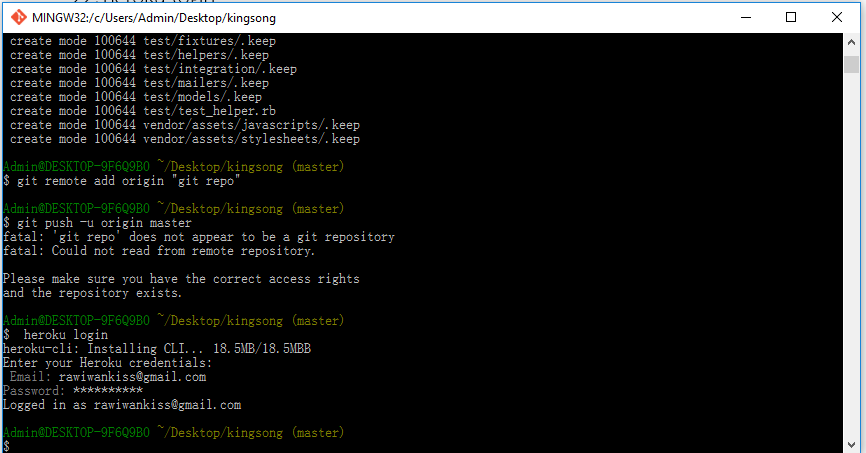 MINGW32:/c/Users/Admin/Desktop/kingsong
create mode 100644 test/fixtures/.keep
create mode 100644 test/helpers/.keep
create mode 100644 test/integration/.keep
create mode 100644 test/mailers/.keep
create mode 100644 test/models/.keep
create mode 100644 test/test_helper.rb
create mode 100644 vendor/assets/javascripts/.keep
create mode 100644 vendor/assets/stylesheets/.keep
Admin@DESKTOP-9F6Q9B0 ~/Desktop/kingsong (master)
$ git remote add origin "git repo"
Admin@DESKTOP-9F6Q9B0 ~/Desktop/kingsong (master)
$ git push -u origin master
fatal: 'git repo' does not appear to be a git repository
fatal: Could not read from remote repository.
Please make sure you have the correct access rights
and the repository exists.
Admin@DESKTOP-9F6Q9B0 ~/Desktop/kingsong (master)
$  heroku login
heroku-cli: Installing CLI... 18.5MB/18.5MBB
Enter your Heroku credentials:
Email: rawiwankiss@gmail.com
Password: **********
Logged in as rawiwankiss@gmail.com
Admin@DESKTOP-9F6Q9B0 ~/Desktop/kingsong (master)
$